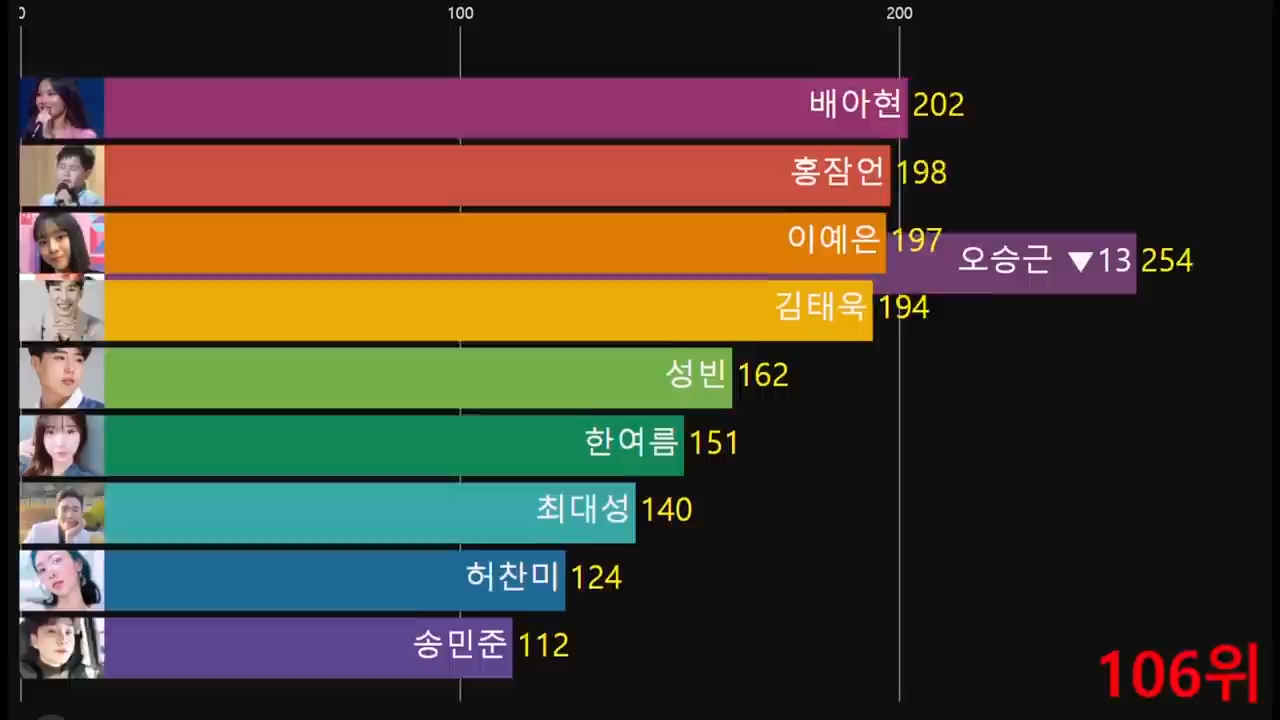 0 100 200
배아현 202
홍잠언 198
이예은 197
오승근 ▼13 254
김태욱 194
성빈 162
한여름 151
최대성 140
허찬미 124
송민준 112
106위